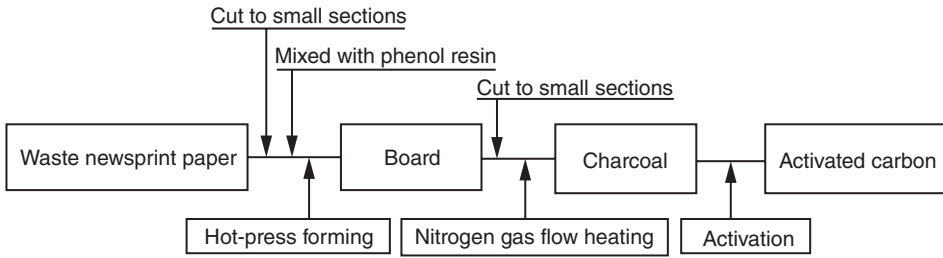 Cut to small sections
Mixed with phenol resin
Cut to small sections
Waste newsprint paper
Board
Charcoal
Activated carbon
Hot-press forming
Nitrogen gas flow heating
Activation